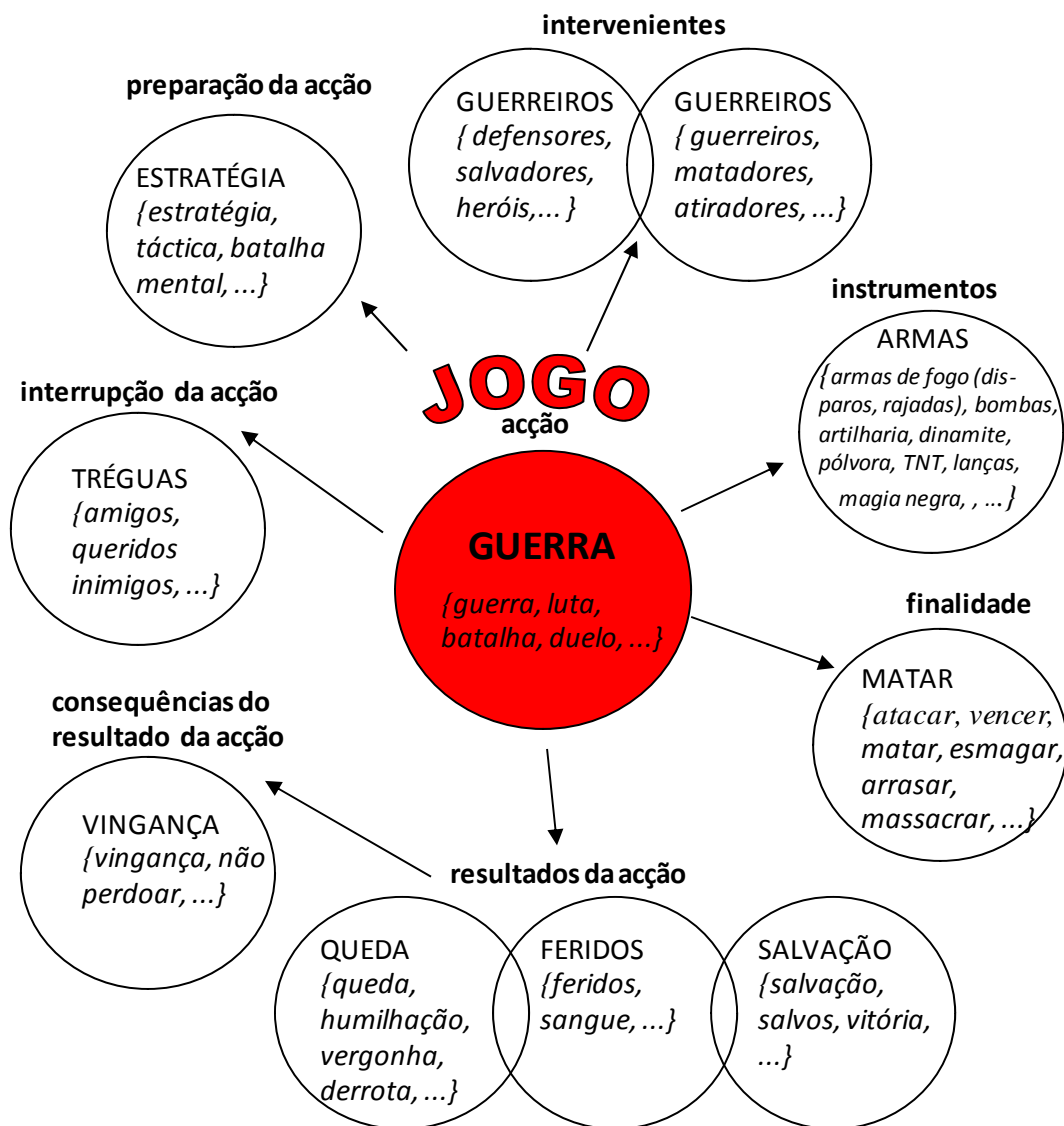 intervenientes
GUERREIROS
{ defensores,
salvadores,
heróis,... }
GUERREIROS
{ guerreiros,
matadores,
atiradores, ...}
preparação da acção
ESTRATÉGIA
{estratégia,
táctica, batalha
mental, ...}
instrumentos
ARMAS
{armas de fogo (dis-
paros, rajadas), bombas,
artilharia, dinamite,
pólvora, TNT, lanças,
magia negra, , ...}
JOGO
acção
GUERRA
{guerra, luta,
batalha, duelo, ...}
interrupção da acção
TRÉGUAS
{amigos,
queridos
inimigos, ...}
finalidade
MATAR
{atacar, vencer,
matar, esmagar,
arrasar,
massacrar, ...}
consequências do
resultado da acção
VINGANÇA
{vingança, não
perdoar, ...}
resultados da acção
QUEDA
{queda,
humilhação,
vergonha,
derrota, ...}
FERIDOS
{feridos,
sangue, ...}
SALVAÇÃO
{salvação,
salvos, vitória,
...}